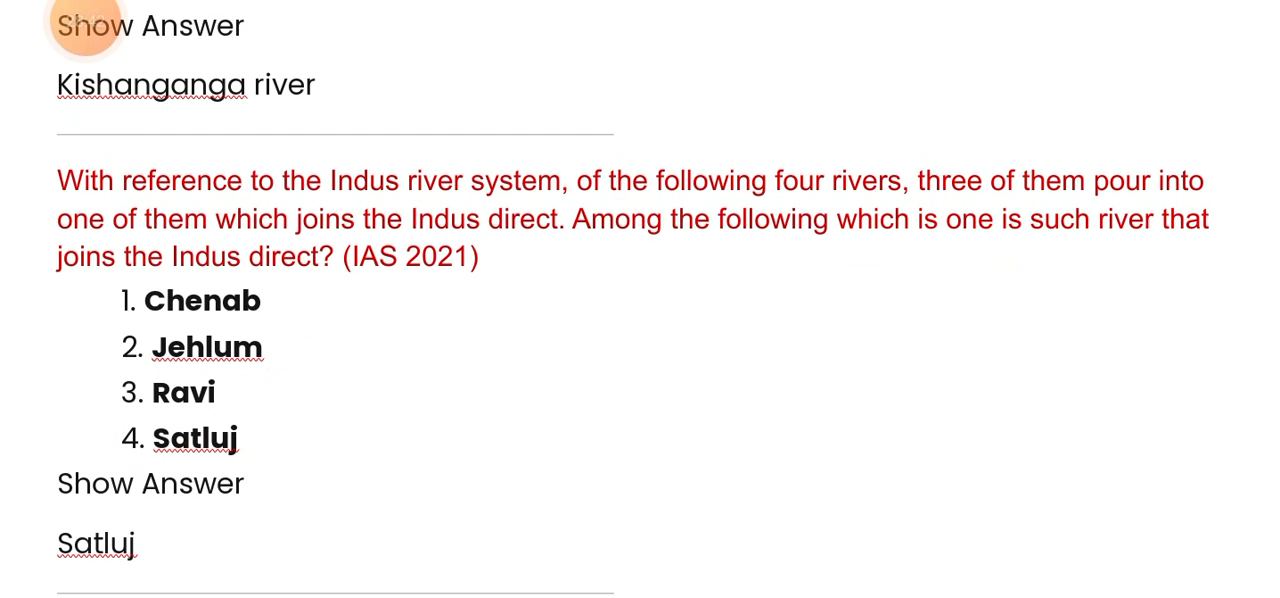 Show Answer
Kishanganga river
With reference to the Indus river system, of the following four rivers, three of them pour into
one of them which joins the Indus direct. Among the following which is one is such river that
joins the Indus direct? (IAS 2021)
1. Chenab
2. Jehlum
3. Ravi
4. Satluj
Show Answer
Satluj